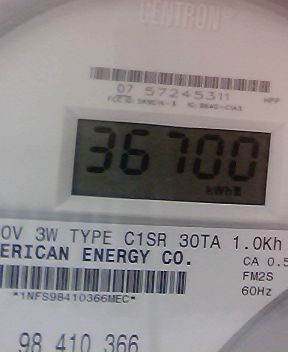 CENTRON
07 57245311
36700
kWh
0V 3W TYPE C1SR 30TA 1.0Kh
ERICAN ENERGY CO.
CA 0.5
FM2S
*1NFS98410366MEC*
60Hz
98 410 366